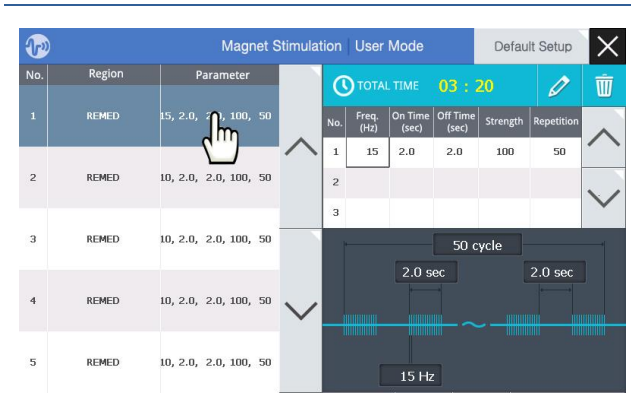 Magnet Stimulation | User Mode
Default Setup
No. Region Parameter
1 REMED 15, 2.0, 2.0, 100, 50
2 REMED 10, 2.0, 2.0, 100, 50
3 REMED 10, 2.0, 2.0, 100, 50
4 REMED 10, 2.0, 2.0, 100, 50
5 REMED 10, 2.0, 2.0, 100, 50
TOTAL TIME 03 : 20
No. Freq. (Hz) On Time (sec) Off Time (sec) Strength Repetition
1 15 2.0 2.0 100 50
2
3
50 cycle
2.0 sec 2.0 sec
15 Hz